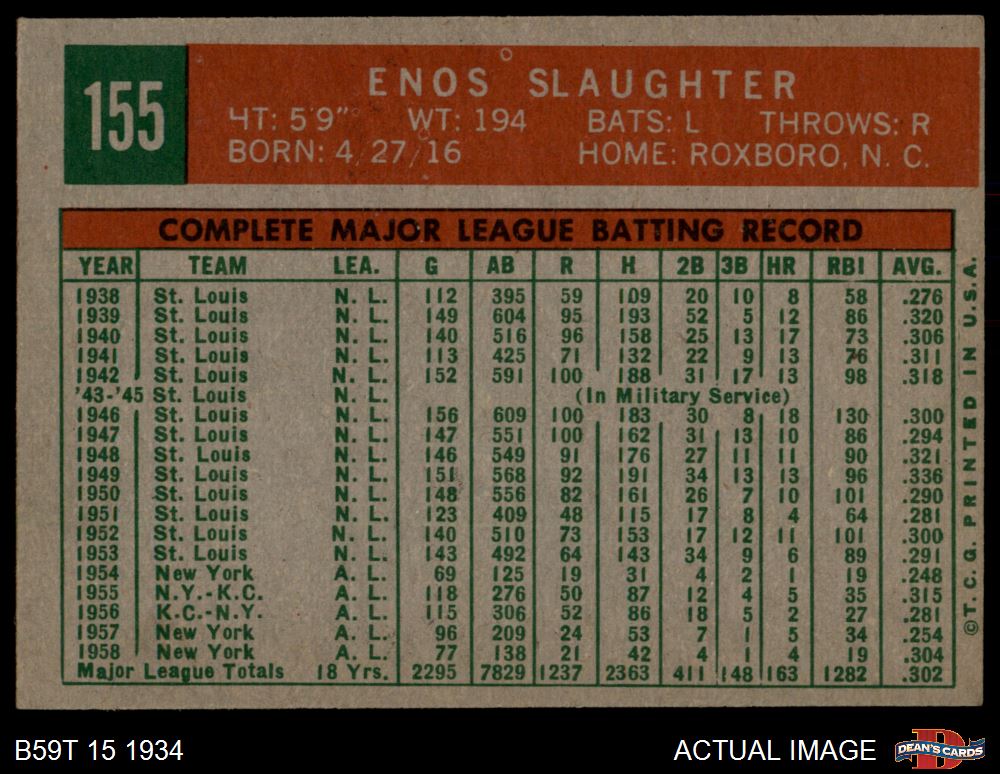 155
ENOS SLAUGHTER
HT: 5'9" WT: 194 BATS: L THROWS: R
BORN: 4/27/16 HOME: ROXBORO, N. C.
COMPLETE MAJOR LEAGUE BATTING RECORD
YEAR TEAM LEA. G AB R H 2B 3B HR RBI AVG.
1938 St. Louis N. L. 112 395 59 109 20 10 8 58 .276
1939 St. Louis N. L. 149 604 95 193 52 5 12 86 .320
1940 St. Louis N. L. 140 516 96 158 25 13 17 73 .306
1941 St. Louis N. L. 113 425 71 132 22 9 13 76 .311
1942 St. Louis N. L. 152 591 100 188 31 17 13 98 .318
'43-'45 St. Louis N. L. (In Military Service)
1946 St. Louis N. L. 156 609 100 183 30 8 18 130 .300
1947 St. Louis N. L. 147 551 100 162 31 13 10 86 .294
1948 St. Louis N. L. 146 549 91 176 27 11 11 90 .321
1949 St. Louis N. L. 151 568 92 191 34 13 13 96 .336
1950 St. Louis N. L. 148 556 82 161 26 7 10 101 .290
1951 St. Louis N. L. 123 409 48 115 17 8 4 64 .281
1952 St. Louis N. L. 140 510 73 153 17 12 11 101 .300
1953 St. Louis N. L. 143 492 64 143 34 9 6 89 .291
1954 New York A. L. 69 125 19 31 4 2 1 19 .248
1955 N.Y.-K.C. A. L. 118 276 50 87 12 4 5 35 .315
1956 K.C.-N.Y. A. L. 115 306 52 86 18 5 2 27 .281
1957 New York A. L. 96 209 24 53 7 1 5 34 .254
1958 New York A. L. 77 138 21 42 4 1 4 19 .304
Major League Totals 18 Yrs. 2295 7829 1237 2363 411 148 163 1282 .302
©T.C.G. PRINTED IN U.S.A.
B59T 15 1934
ACTUAL IMAGE
DEAN'S CARDS